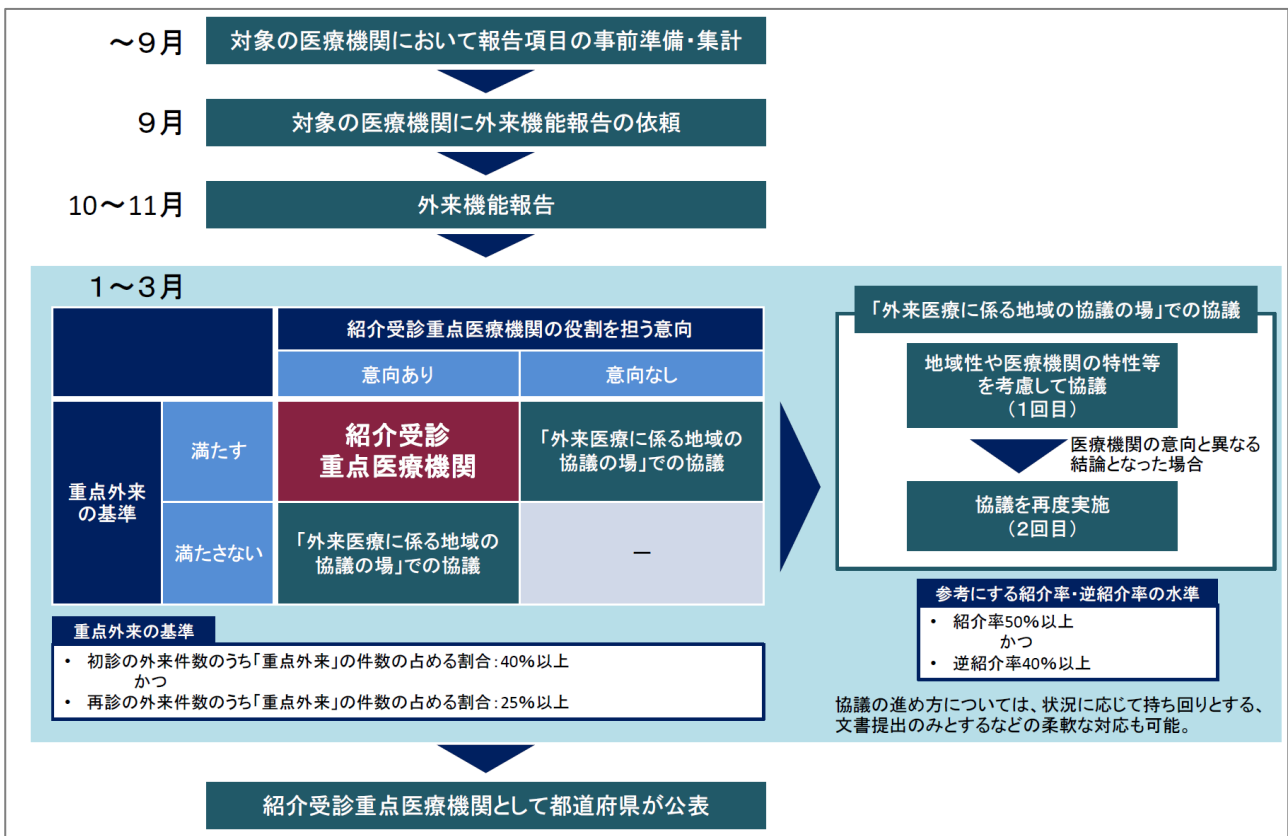 ~9月
対象の医療機関において報告項目の事前準備・集計
9月
対象の医療機関に外来機能報告の依頼
10~11月
外来機能報告
1~3月
紹介受診重点医療機関の役割を担う意向
意向あり
意向なし
重点外来
の基準
満たす
紹介受診
重点医療機関
「外来医療に係る地域の
協議の場」での協議
満たさない
「外来医療に係る地域の
協議の場」での協議
―
重点外来の基準
• 初診の外来件数のうち「重点外来」の件数の占める割合:40%以上
かつ
• 再診の外来件数のうち「重点外来」の件数の占める割合:25%以上
「外来医療に係る地域の協議の場」での協議
地域性や医療機関の特性等
を考慮して協議
(1回目)
医療機関の意向と異なる
結論となった場合
協議を再度実施
(2回目)
参考にする紹介率・逆紹介率の水準
• 紹介率50%以上
かつ
• 逆紹介率40%以上
協議の進め方については、状況に応じて持ち回りとする、
文書提出のみとするなどの柔軟な対応も可能。
紹介受診重点医療機関として都道府県が公表